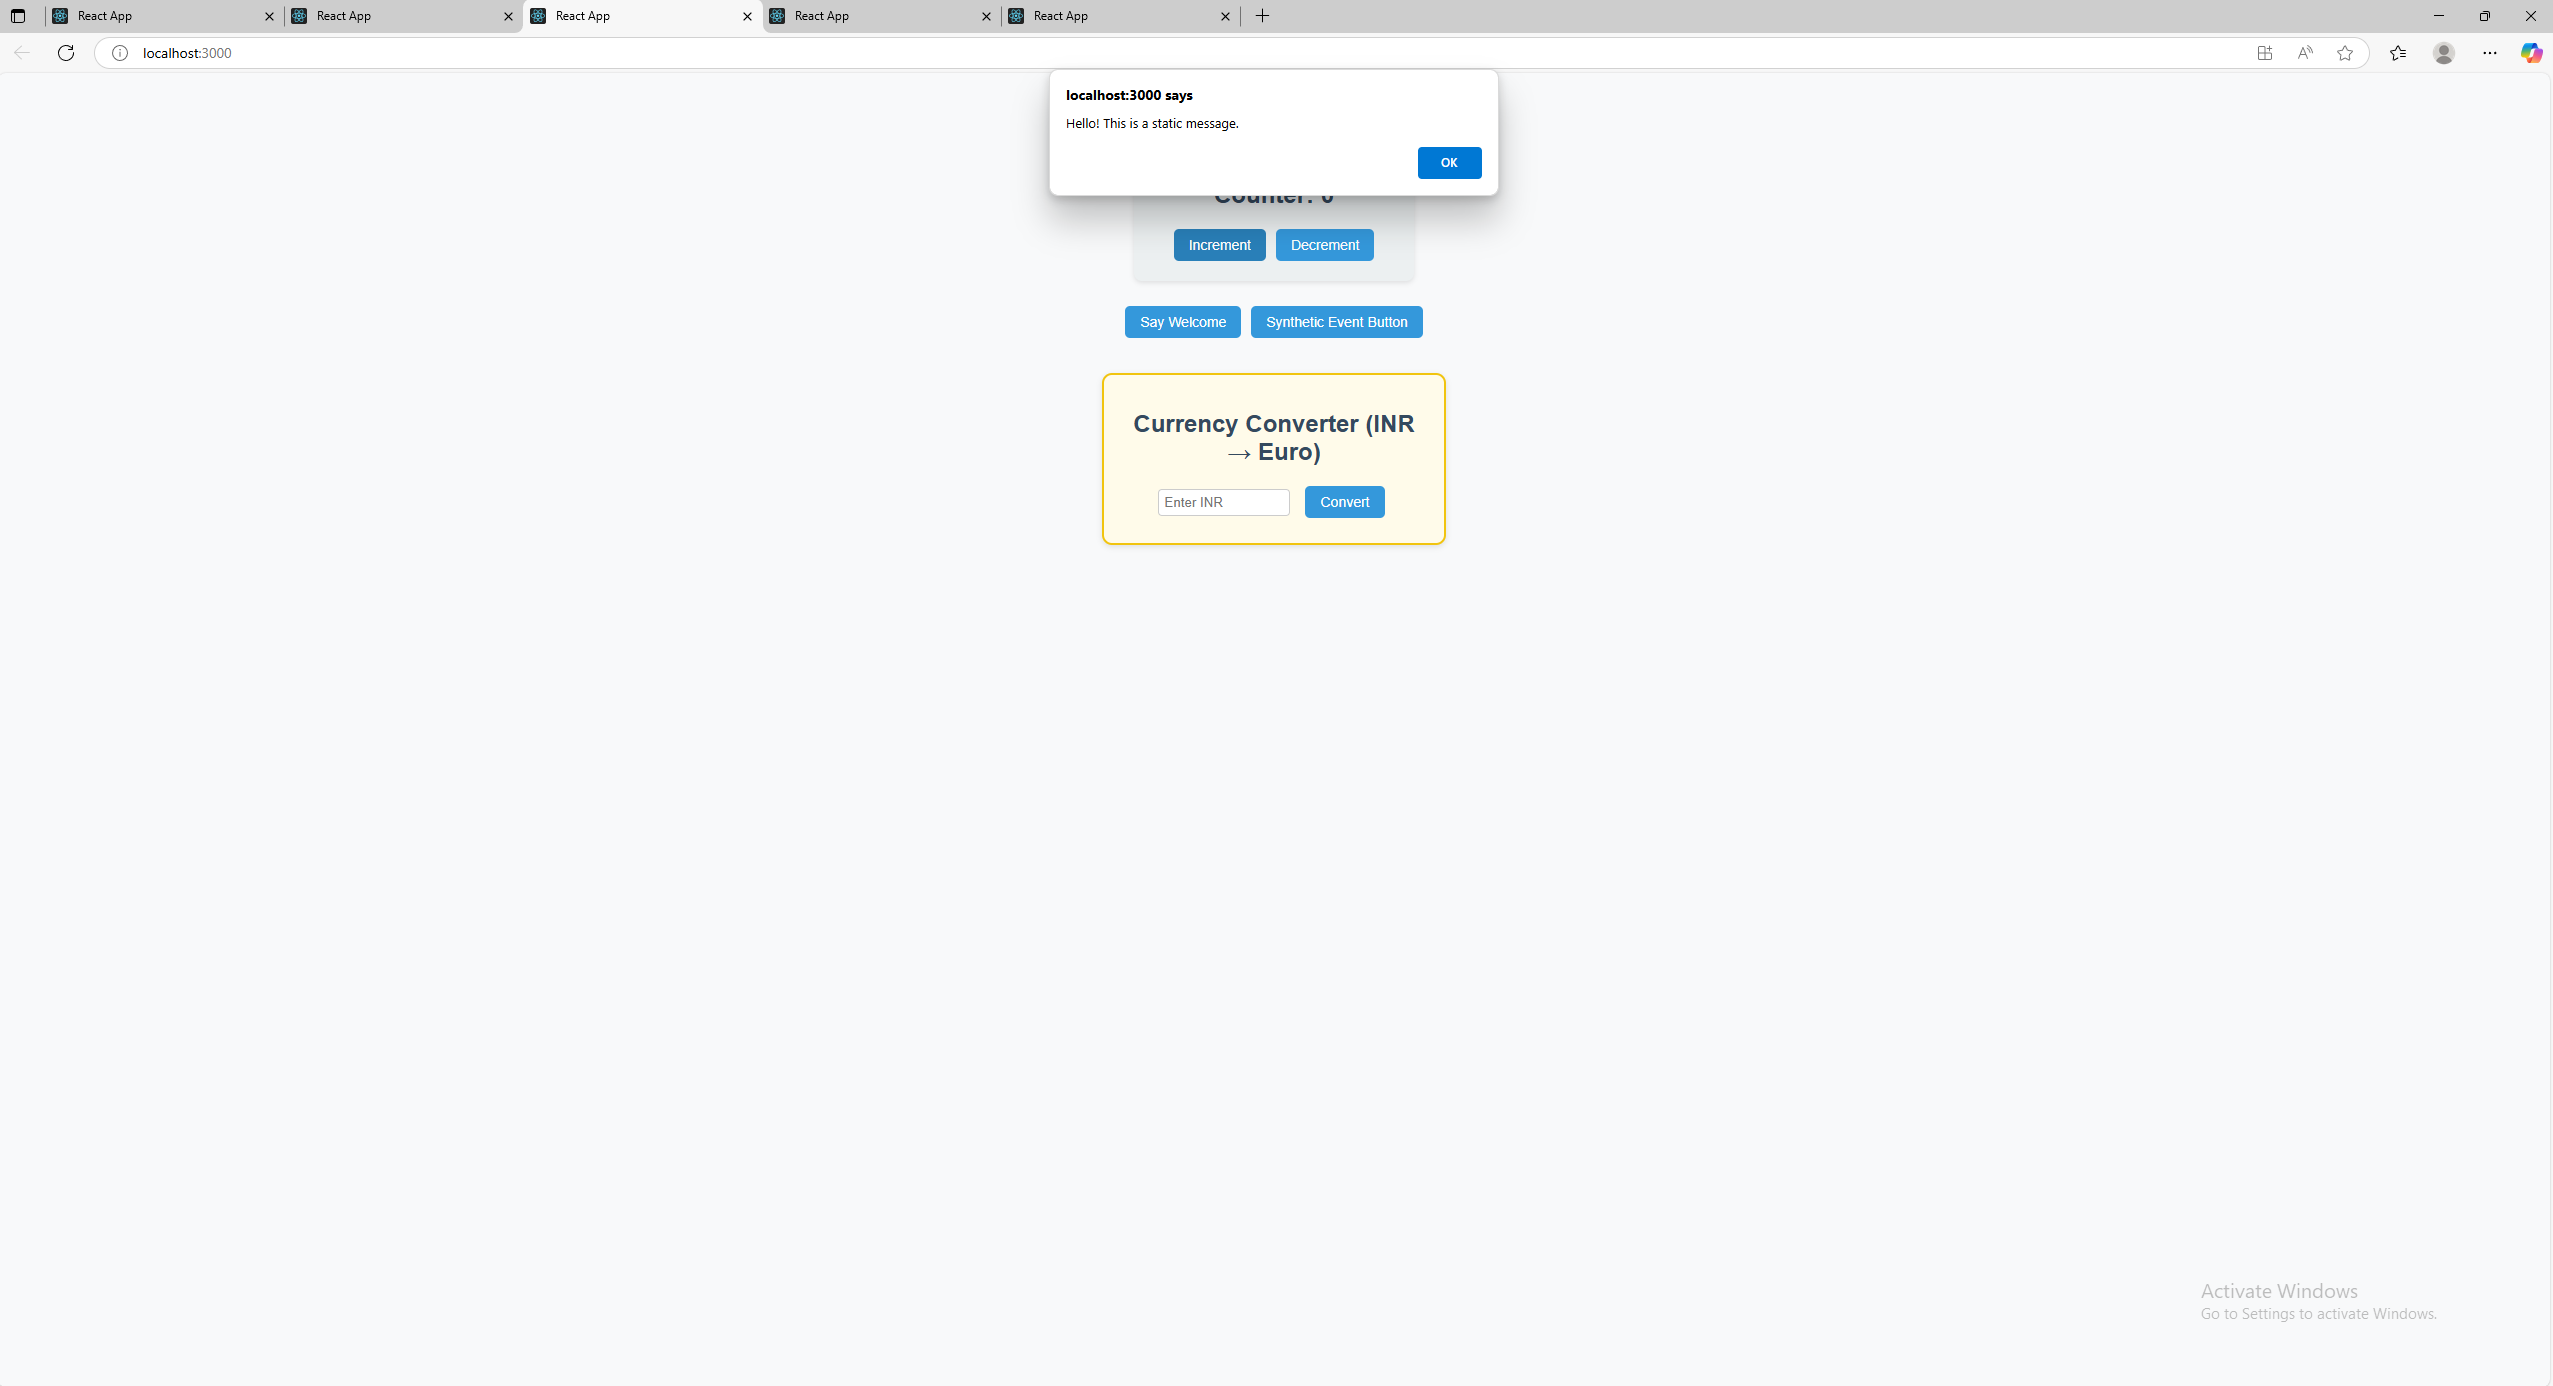 React App
React App
React App
React App
React App
localhost:3000
localhost:3000 says
Hello! This is a static message.
OK
Counter: 0
Increment
Decrement
Say Welcome
Synthetic Event Button
Currency Converter (INR
→ Euro)
Enter INR
Convert
Activate Windows
Go to Settings to activate Windows.